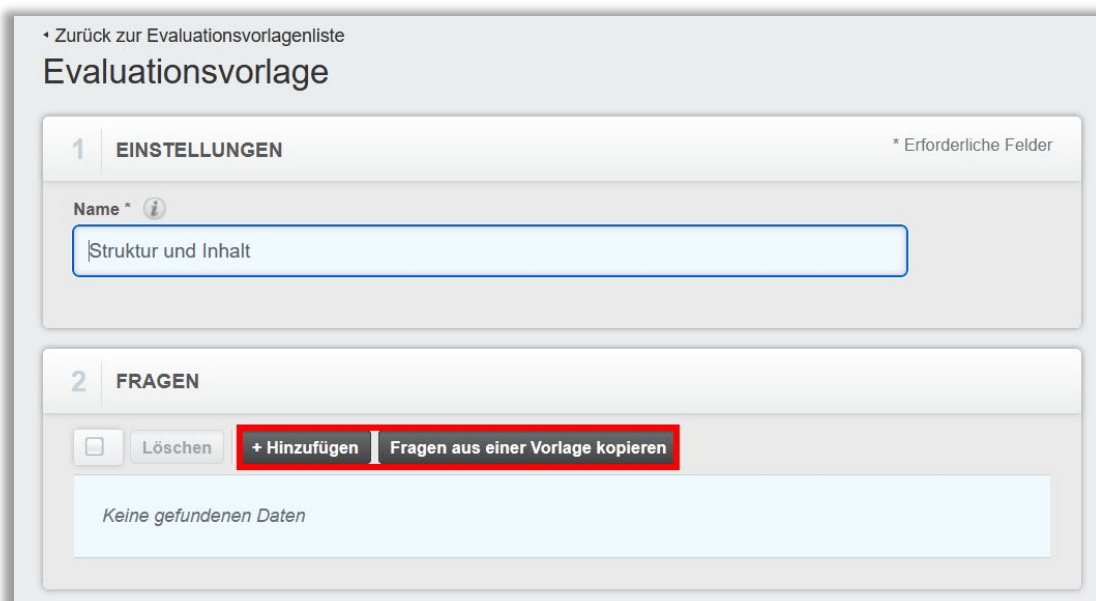 Zurück zur Evaluationsvorlagenliste
Evaluationsvorlage
1 EINSTELLUNGEN * Erforderliche Felder
Name * i
Struktur und Inhalt
2 FRAGEN
Löschen + Hinzufügen Fragen aus einer Vorlage kopieren
Keine gefundenen Daten